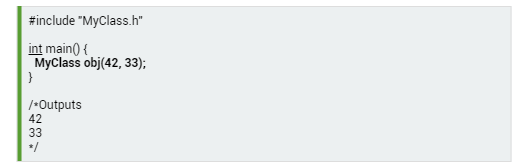 #include "MyClass.h"
int main() {
MyClass obj(42, 33);
}
/*Outputs
42
33
*/